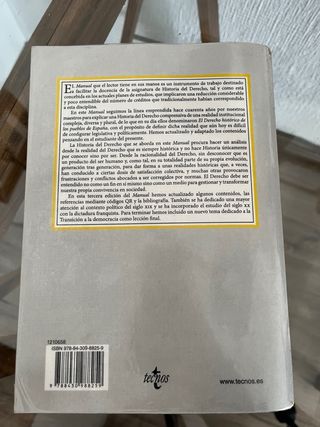 EL Manual que el lector tiene en sus manos es un instrumento de trabajo destinado
a facilitar la docencia de la asignatura de Historia del Derecho, tal y como está
concebida en los actuales planes de estudios, que implicaron una reducción considerable
y poco entendible del número de créditos que tradicionalmente habían correspondido
a esta disciplina.
En este Manual seguimos la línea emprendida hace cuarenta años por nuestros
maestros para explicar una Historia del Derecho comprensiva de una realidad institucional
compleja, diversa y plural, de lo que en su día ellos denominaron El Derecho histórico de
los pueblos de España, con el propósito de definir dicha realidad que aún hoy es difícil
de configurar legislativa y políticamente. Hemos actualizado y adaptado los contenidos
pensando en el estudiante del presente.
La Historia del Derecho que se aborda en este Manual procura hacer un análisis
desde la realidad del Derecho que es siempre histórica y no hace Historia únicamente
por conocer sino por ser. Se parte desde la racionalidad del Derecho, sin desconocer que es
un producto del ser humano y, como tal, en su totalidad parte de su propia evolución,
generación tras generación, para dar forma a unas realidades históricas que, a veces,
han conducido a ciertas dosis de satisfacción colectiva, y muchas otras provocaron
frustraciones y conflictos abocados a ser corregidos por normas. El Derecho debe ser
entendido no como un fin en sí mismo sino como un medio para gestionar y transformar
nuestra propia convivencia en sociedad.
En esta tercera edición del Manual hemos actualizado algunos contenidos, las
referencias mediante códigos QR y la bibliografía. También se ha dedicado una mayor
atención al contexto político del siglo XIX y se ha incorporado el estudio del siglo XX
con la dictadura franquista. Para terminar hemos incluido un nuevo tema dedicado a la
Transición a la democracia como lección final.
1210658
ISBN 978-84-309-8825-9
9 788430 988259
tecnos
www.tecnos.es